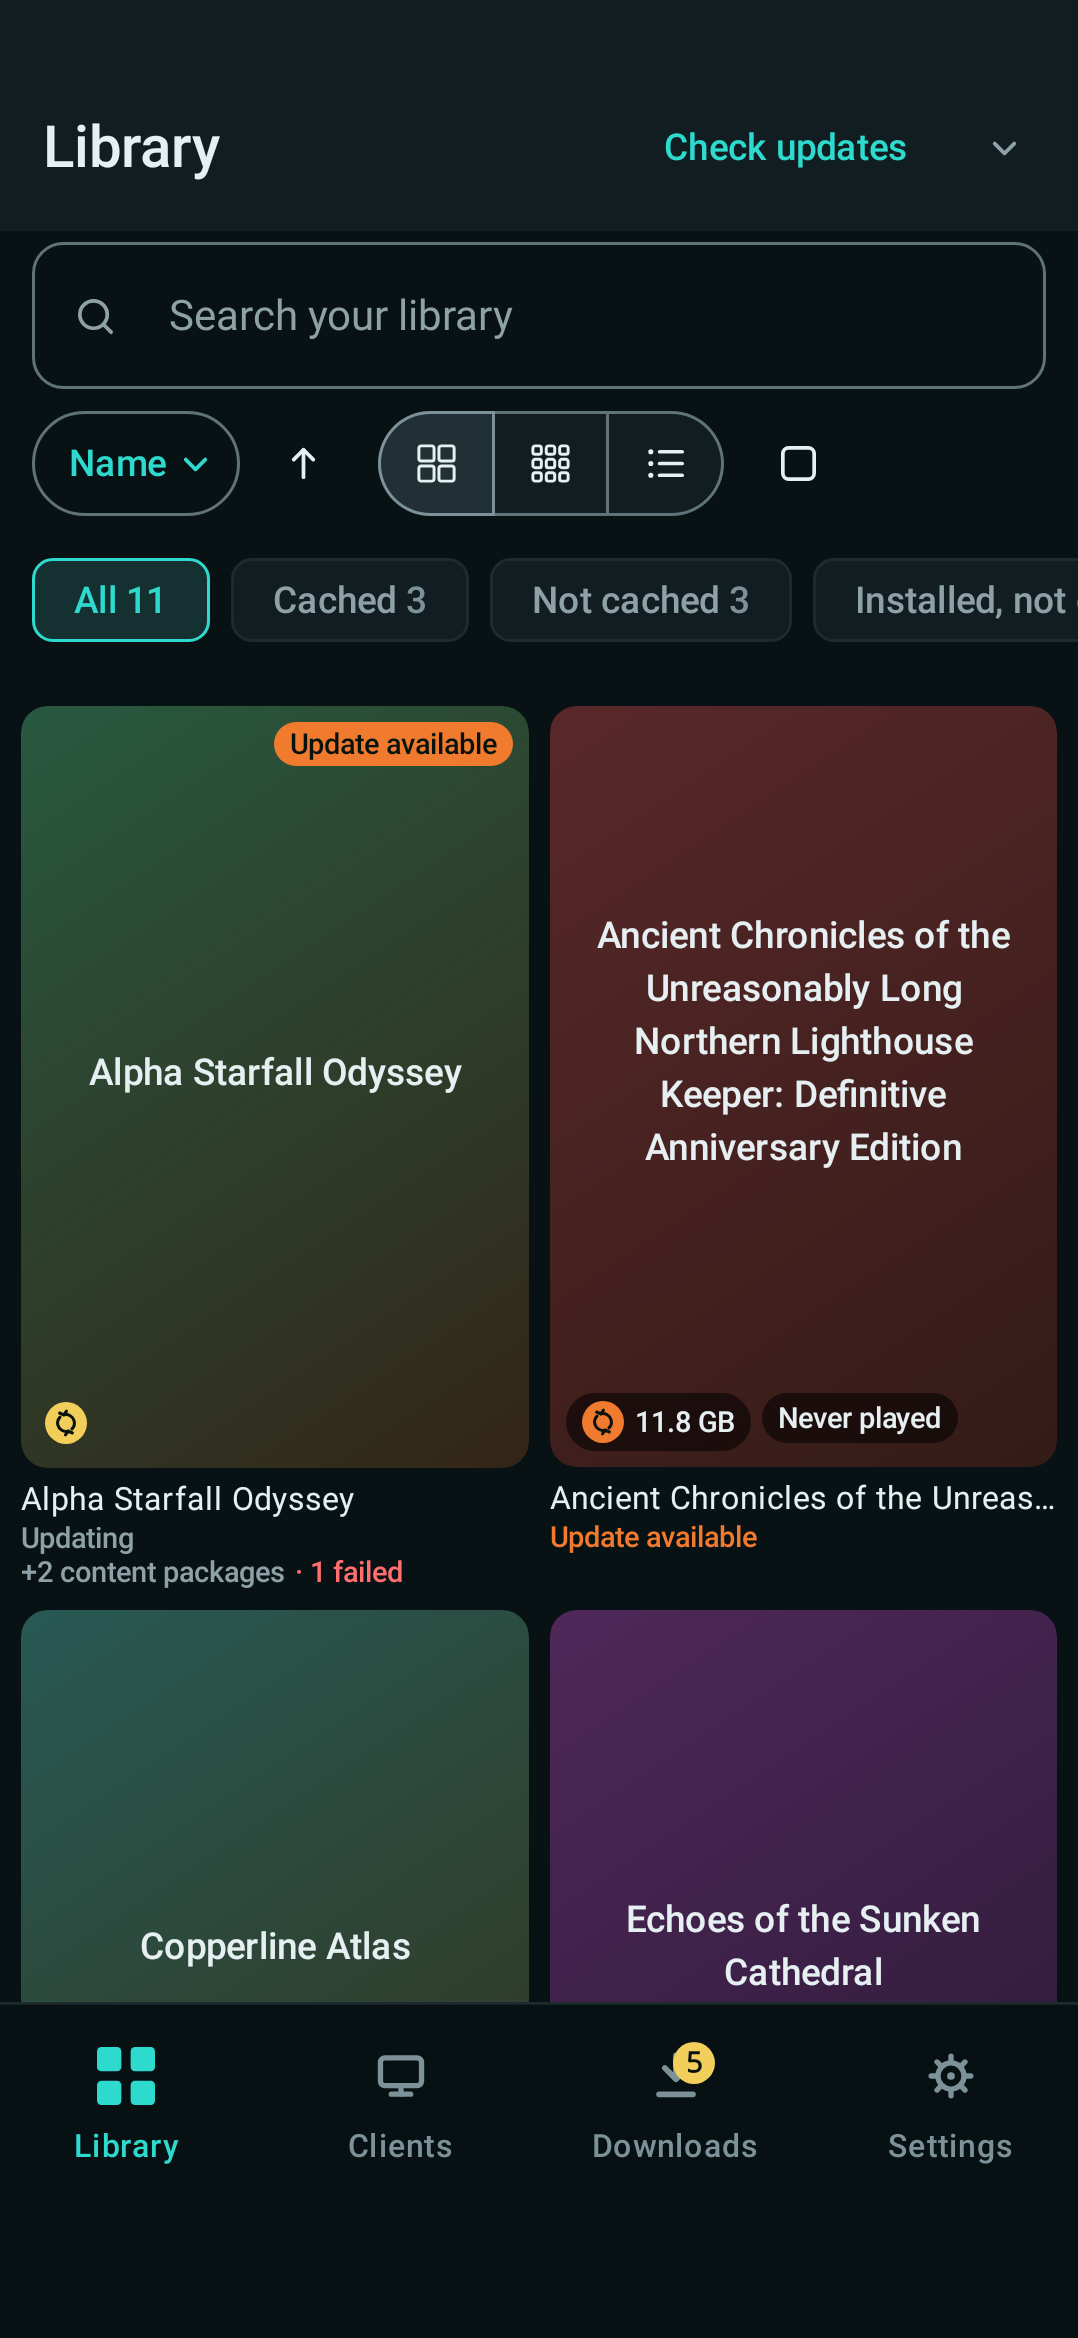 Library
Check updates
Search your library
Name
All 11
Cached 3
Not cached 3
Installed, not
Update available
Alpha Starfall Odyssey
Ancient Chronicles of the
Unreasonably Long
Northern Lighthouse
Keeper: Definitive
Anniversary Edition
11.8 GB
Never played
Alpha Starfall Odyssey
Updating
+2 content packages · 1 failed
Ancient Chronicles of the Unreas…
Update available
Copperline Atlas
Echoes of the Sunken
Cathedral
5
Library
Clients
Downloads
Settings